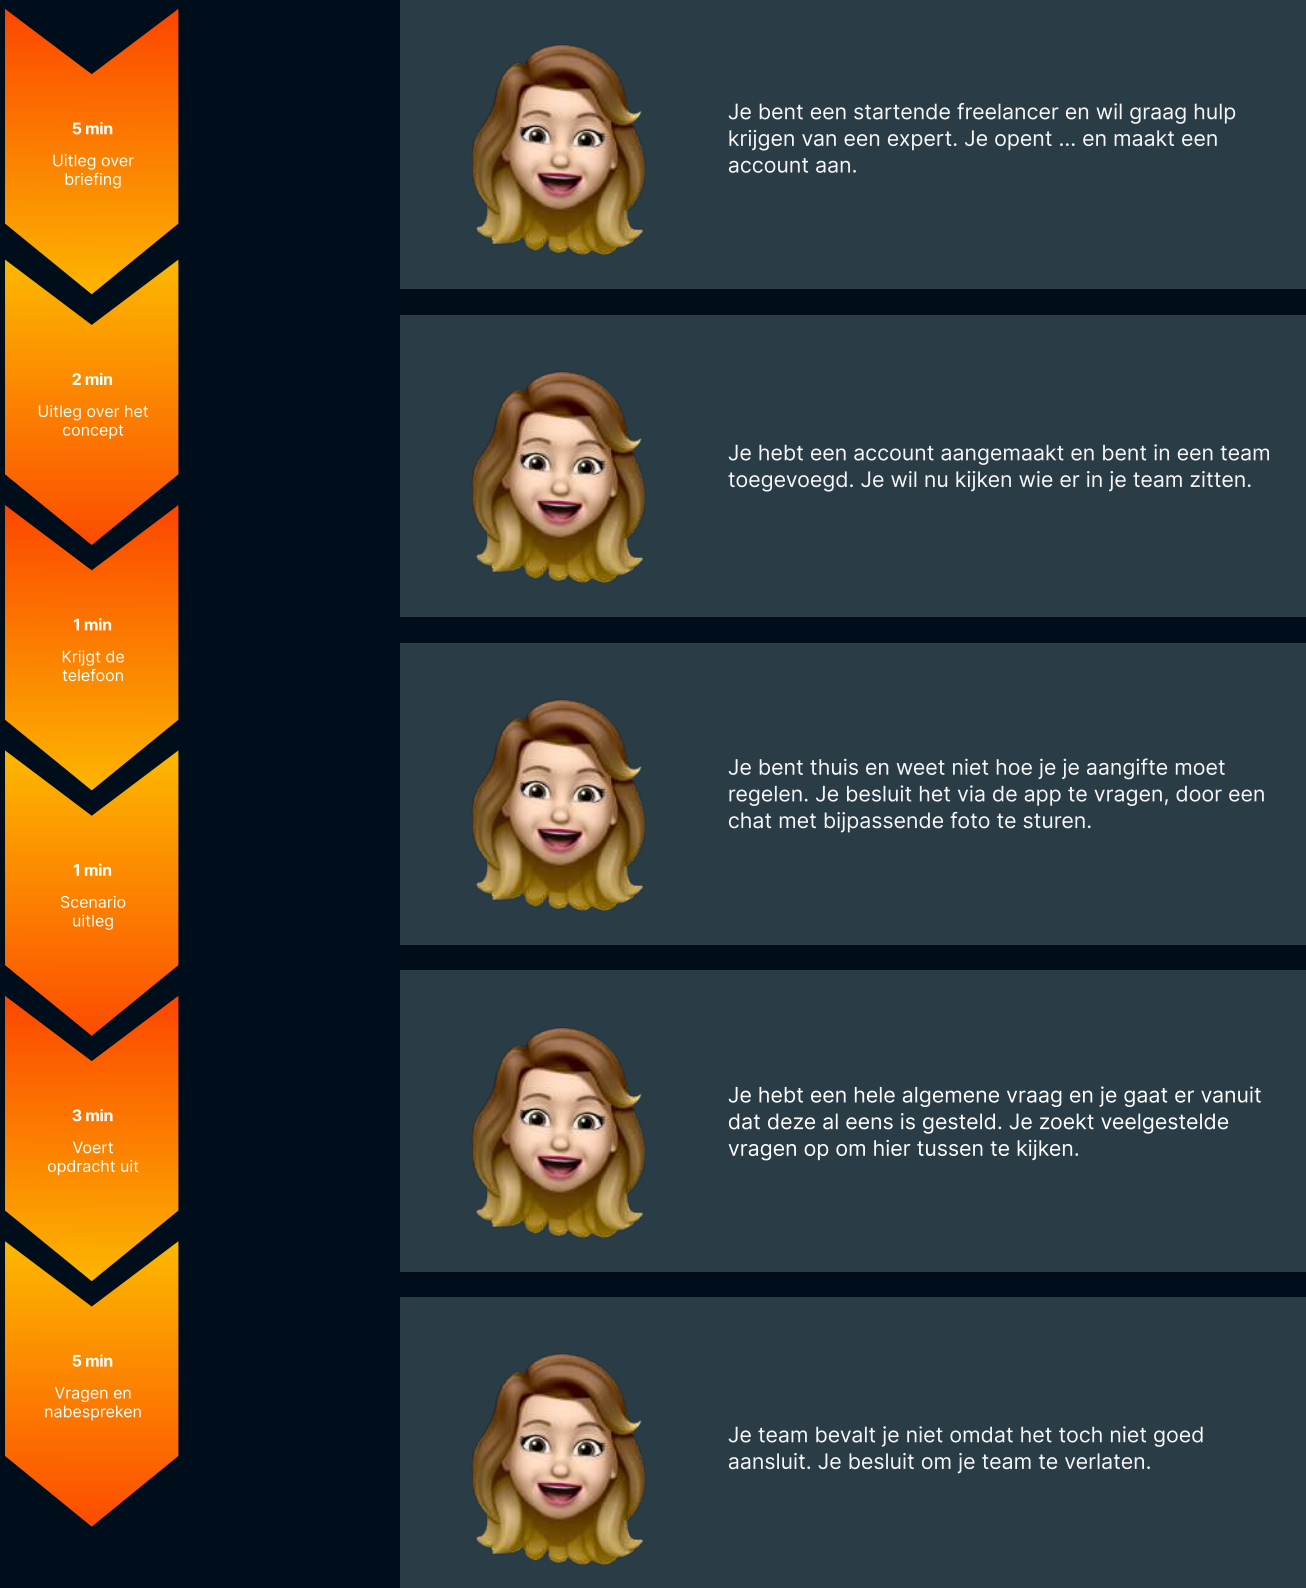 5 min
Uitleg over
briefing
2 min
Uitleg over het
concept
1 min
Krijgt de
telefoon
1 min
Scenario
uitleg
3 min
Voert
opdracht uit
5 min
Vragen en
nabespreken
Je bent een startende freelancer en wil graag hulp
krijgen van een expert. Je opent ... en maakt een
account aan.
Je hebt een account aangemaakt en bent in een team
toegevoegd. Je wil nu kijken wie er in je team zitten.
Je bent thuis en weet niet hoe je je aangifte moet
regelen. Je besluit het via de app te vragen, door een
chat met bijpassende foto te sturen.
Je hebt een hele algemene vraag en je gaat er vanuit
dat deze al eens is gesteld. Je zoekt veelgestelde
vragen op om hier tussen te kijken.
Je team bevalt je niet omdat het toch niet goed
aansluit. Je besluit om je team te verlaten.